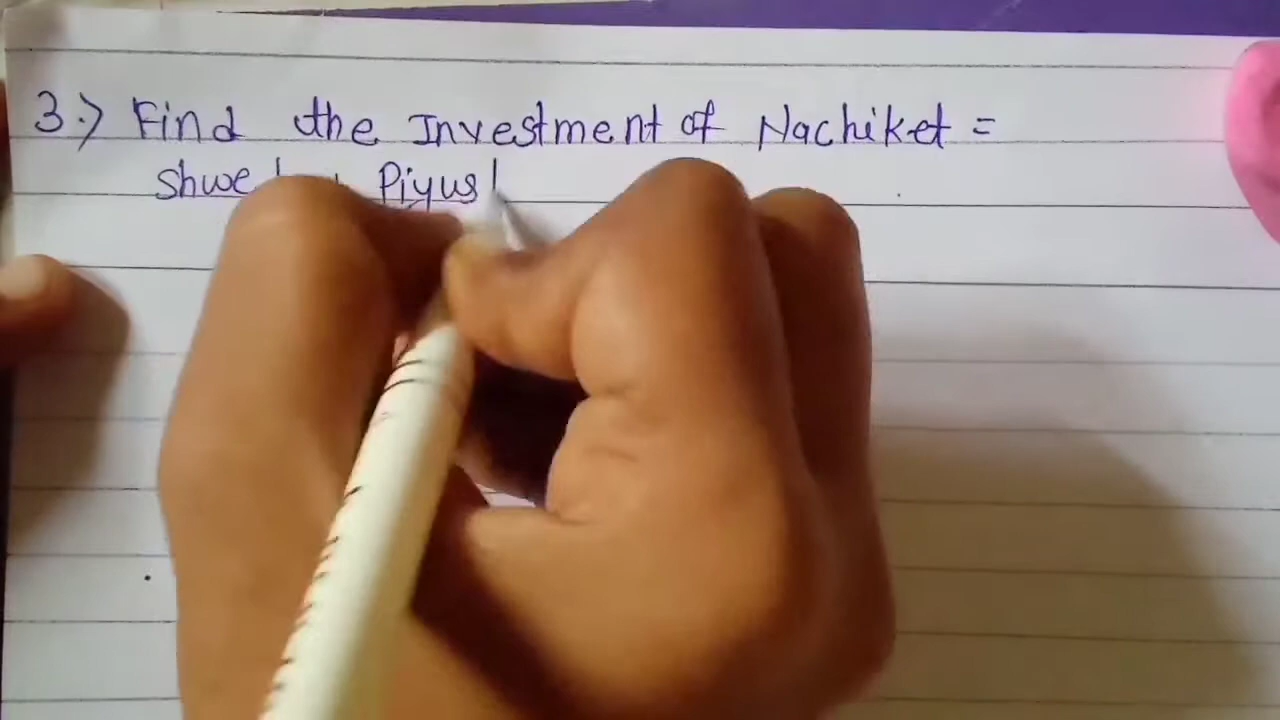 3.) Find the Investment of Nachiket =
Piyus